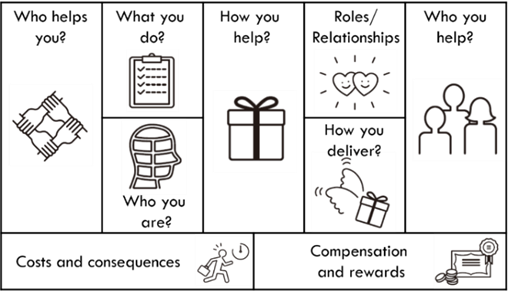 Who helps
you?
What you
do?
Who you
are?
How you
help?
Roles/
Relationships
How you
deliver?
Who you
help?
Costs and consequences
Compensation
and rewards